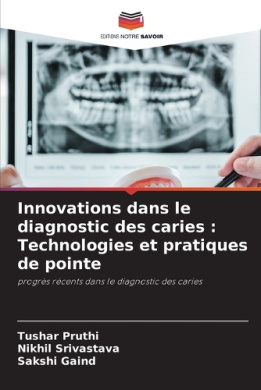 EDITIONS NOTRE SAVOIR
Innovations dans le
diagnostic des caries :
Technologies et pratiques
de pointe
progrès récents dans le diagnostic des caries
Tushar Pruthi
Nikhil Srivastava
Sakshi Gaind